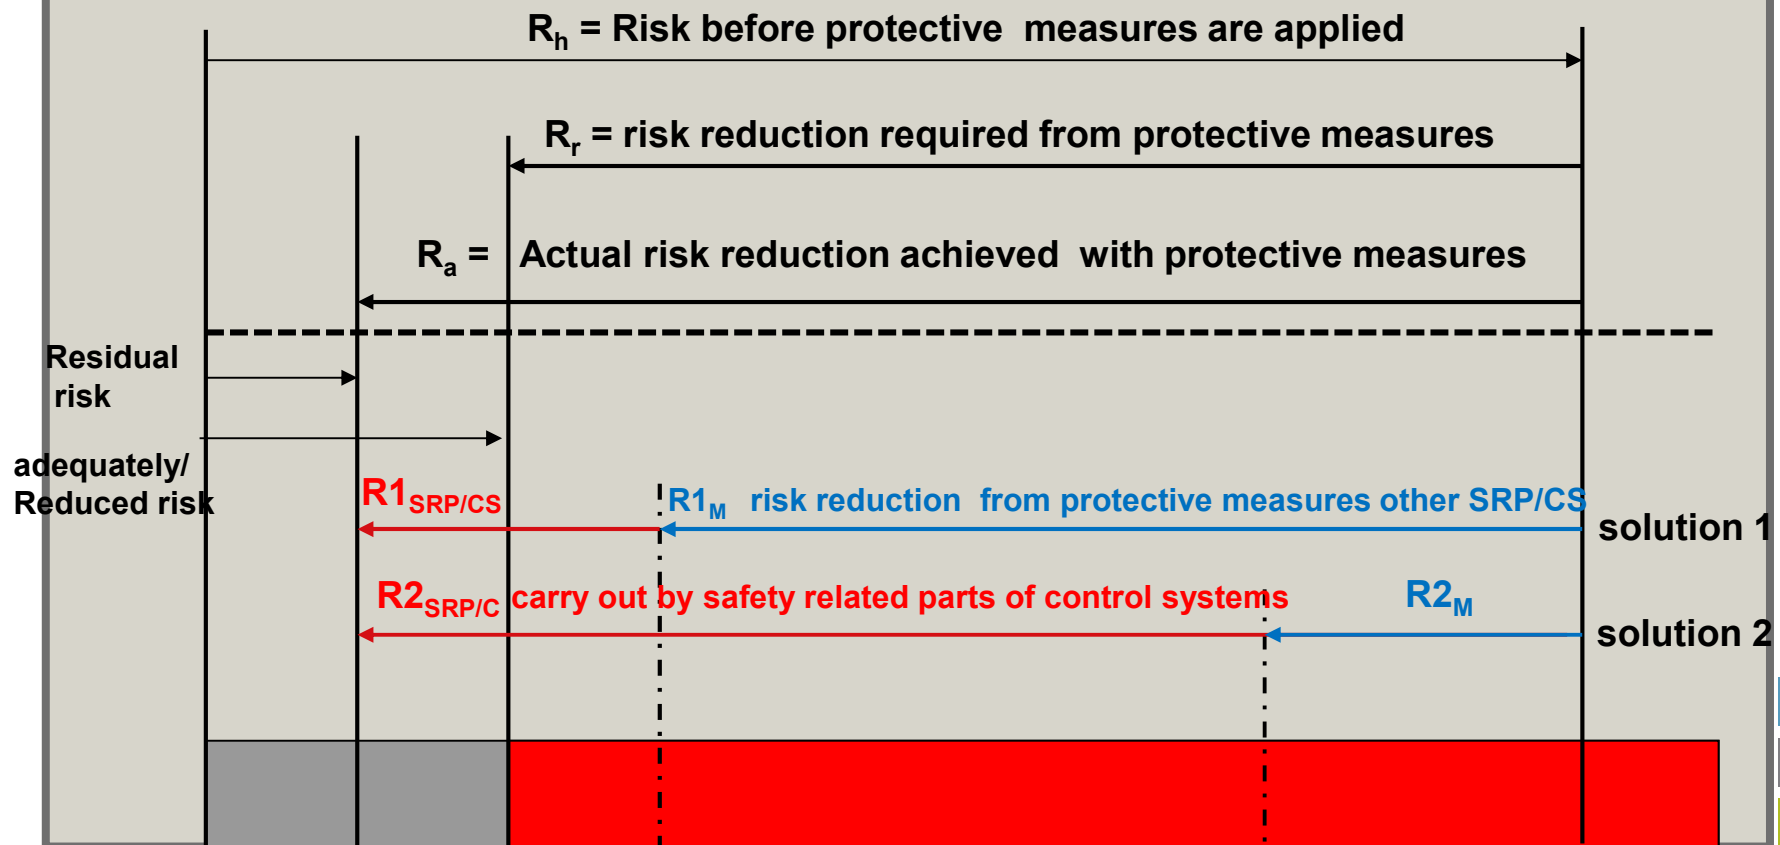 Rh = Risk before protective measures are applied
Rr = risk reduction required from protective measures
Ra = Actual risk reduction achieved with protective measures
Residual
risk
adequately/
Reduced risk
R1SRP/CS
R1M risk reduction from protective measures other SRP/CS
solution 1
R2SRP/C carry out by safety related parts of control systems
R2M
solution 2